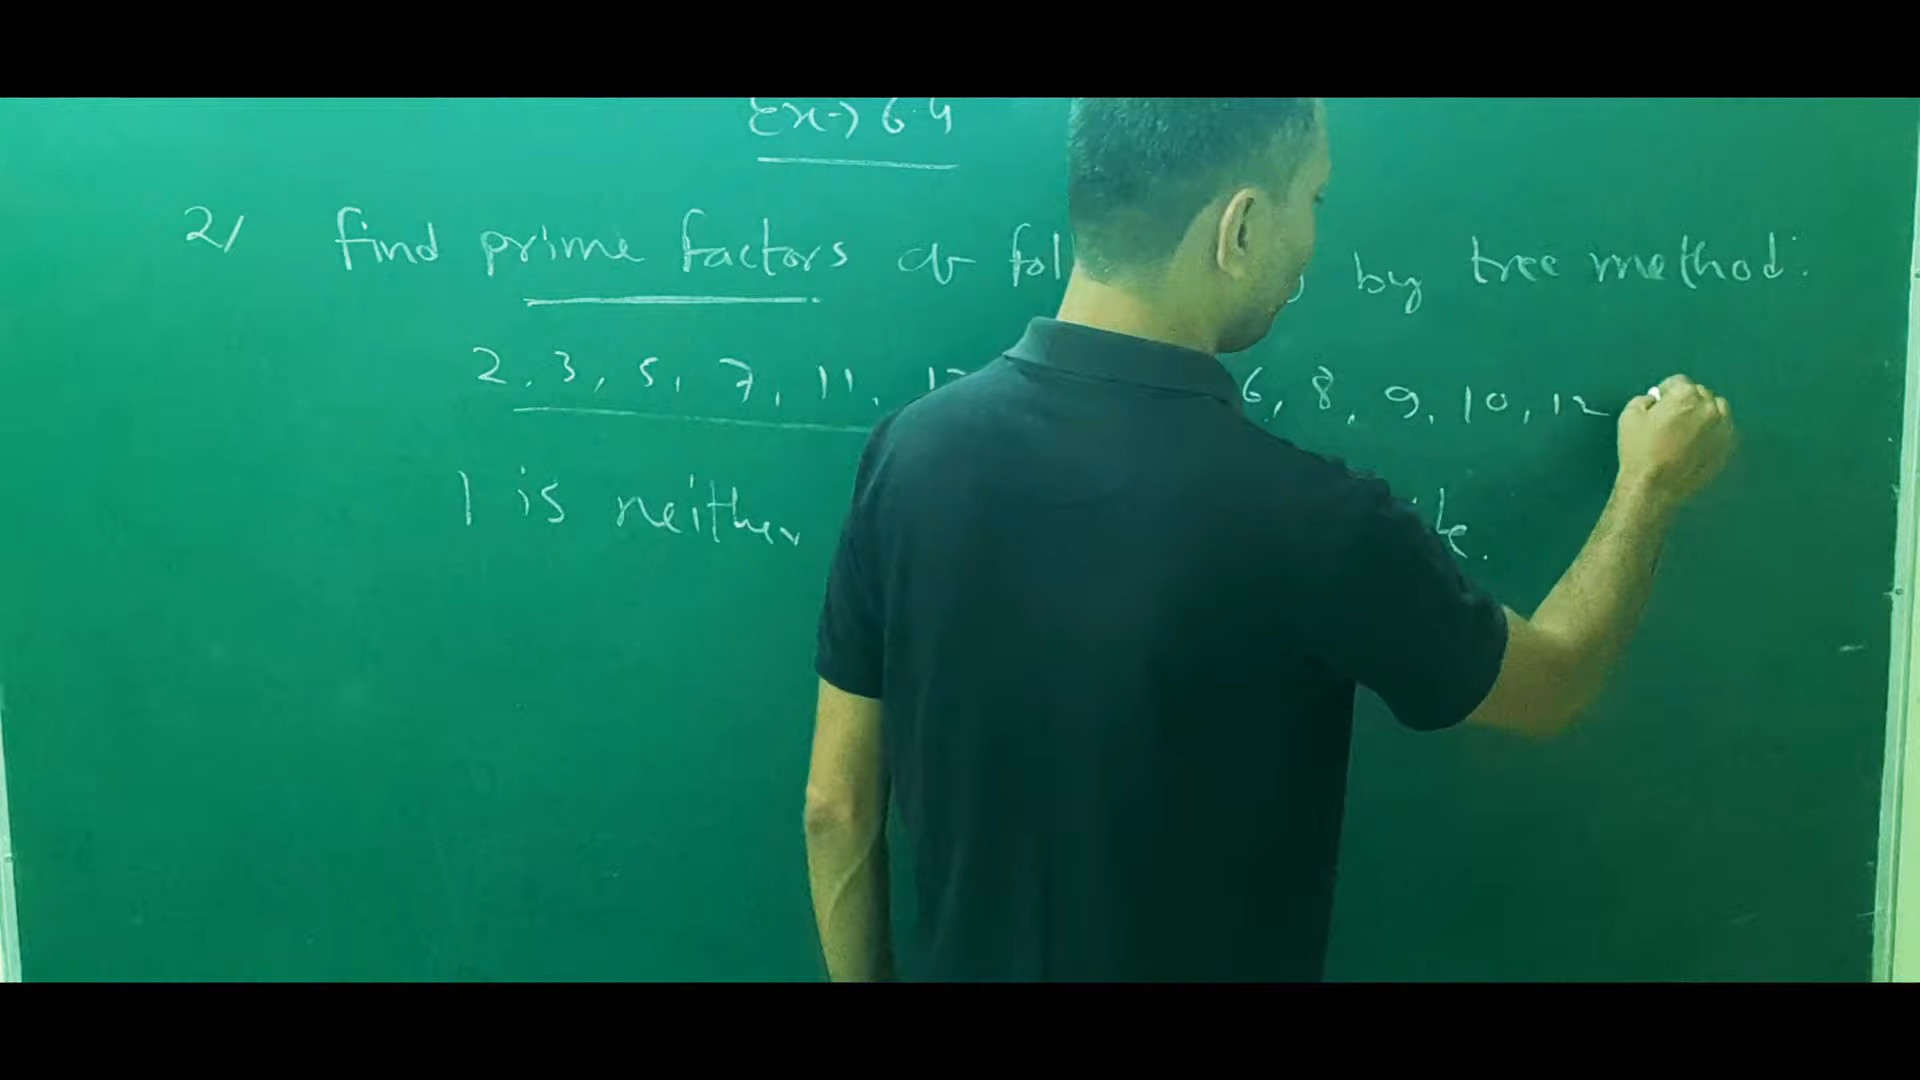 Ex→ 6.4
2/ find prime factors of by tree method:
2, 3, 5, 7, 11, 6, 8, 9, 10, 12
1 is neither